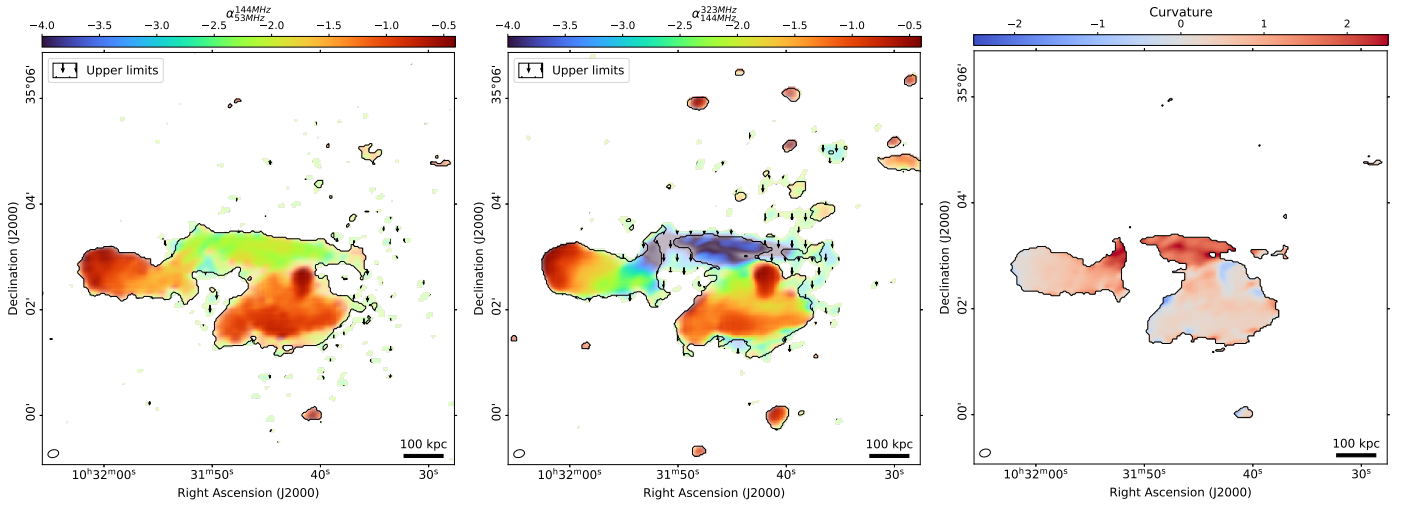 α^{144MHz}_{53MHz}
−4.0 −3.5 −3.0 −2.5 −2.0 −1.5 −1.0 −0.5
Upper limits
35°06'
04'
02'
00'
Declination (J2000)
100 kpc
10ʰ32ᵐ00ˢ 31ᵐ50ˢ 40ˢ 30ˢ
Right Ascension (J2000)
α^{323MHz}_{144MHz}
−4.0 −3.5 −3.0 −2.5 −2.0 −1.5 −1.0 −0.5
Upper limits
35°06'
04'
02'
00'
Declination (J2000)
100 kpc
10ʰ32ᵐ00ˢ 31ᵐ50ˢ 40ˢ 30ˢ
Right Ascension (J2000)
Curvature
−2 −1 0 1 2
35°06'
04'
02'
00'
Declination (J2000)
100 kpc
10ʰ32ᵐ00ˢ 31ᵐ50ˢ 40ˢ 30ˢ
Right Ascension (J2000)